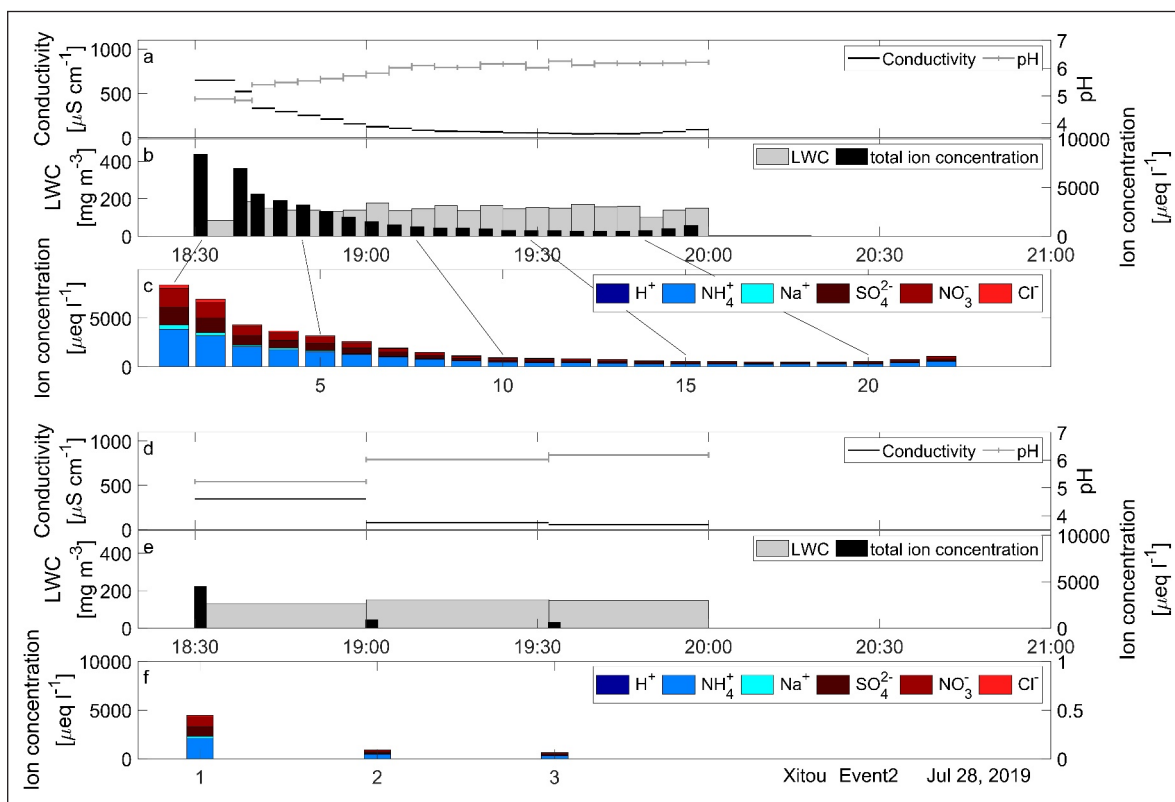 a
Conductivity
[μS cm⁻¹]
1000
500
0
Conductivity
pH
7
6
5
4
pH
b
LWC
[mg m⁻³]
400
200
0
LWC
total ion concentration
10000
5000
0
Ion concentration
[μeq l⁻¹]
18:30
19:00
19:30
20:00
20:30
21:00
c
Ion concentration
[μeq l⁻¹]
5000
0
H⁺
NH₄⁺
Na⁺
SO₄²⁻
NO₃⁻
Cl⁻
5
10
15
20
d
Conductivity
[μS cm⁻¹]
1000
500
0
Conductivity
pH
7
6
5
4
pH
e
LWC
[mg m⁻³]
400
200
0
LWC
total ion concentration
10000
5000
0
Ion concentration
[μeq l⁻¹]
18:30
19:00
19:30
20:00
20:30
21:00
f
Ion concentration
[μeq l⁻¹]
10000
5000
0
H⁺
NH₄⁺
Na⁺
SO₄²⁻
NO₃⁻
Cl⁻
1
0.5
0
1
2
3
Xitou Event2 Jul 28, 2019